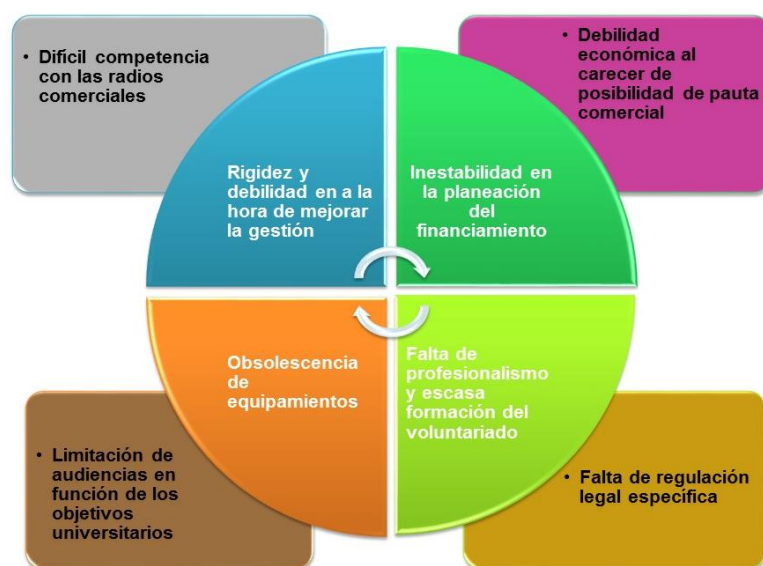 • Difícil competencia
con las radios
comerciales
• Debilidad
económica al
carecer de
posibilidad de pauta
comercial
Rigidez y
debilidad en a la
hora de mejorar
la gestión
Inestabilidad en
la planeación
del
financiamiento
Obsolescencia
de
equipamientos
Falta de
profesionalismo
y escasa
formación del
voluntariado
• Limitación de
audiencias en
función de los
objetivos
universitarios
• Falta de regulación
legal específica